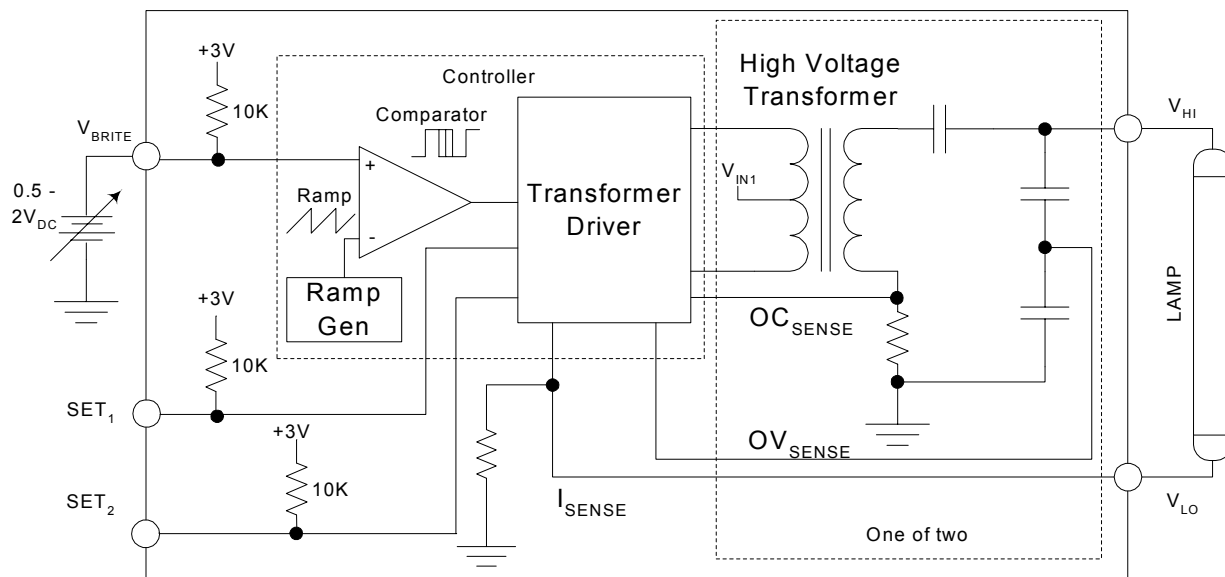 +3V
10K
V_BRITE
0.5 -
2V_DC
Controller
Comparator
+
Ramp
-
Ramp
Gen
Transformer
Driver
High Voltage
Transformer
V_IN1
V_HI
LAMP
OC_SENSE
+3V
10K
SET_1
OV_SENSE
+3V
10K
SET_2
I_SENSE
V_LO
One of two